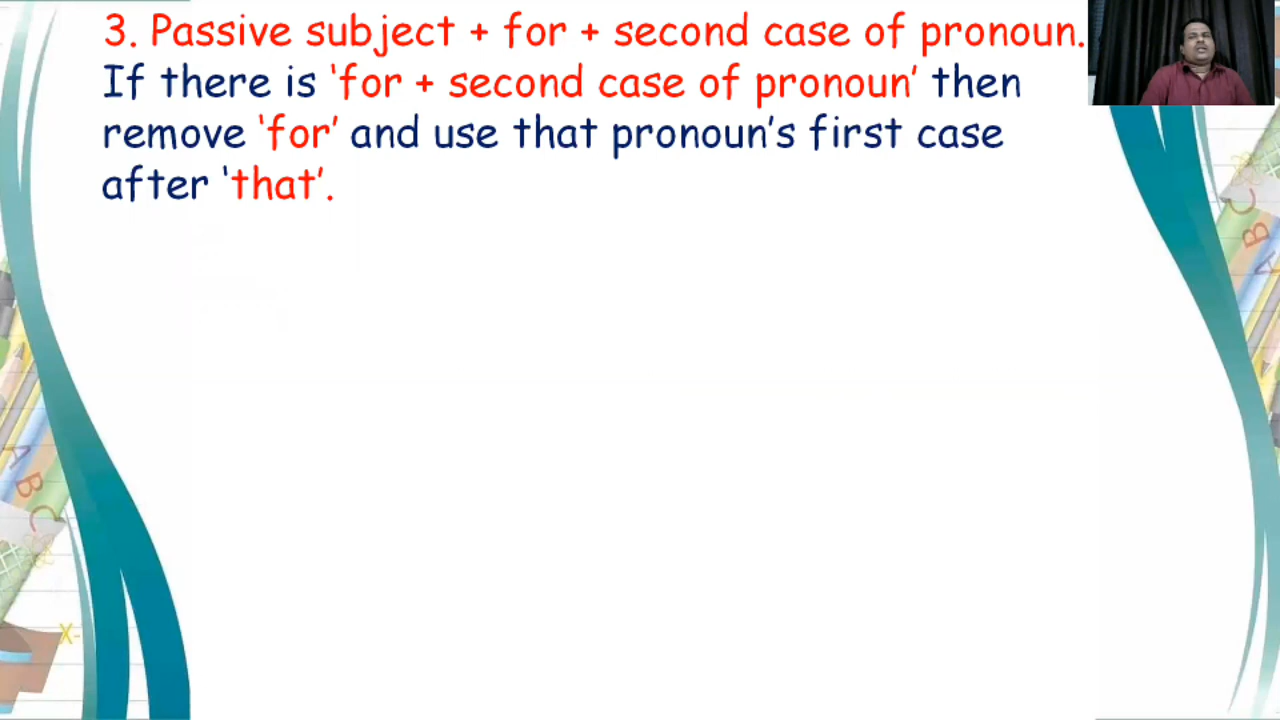 3. Passive subject + for + second case of pronoun.
If there is ‘for + second case of pronoun’ then
remove ‘for’ and use that pronoun’s first case
after ‘that’.
C
B
A
A
B
C
X-